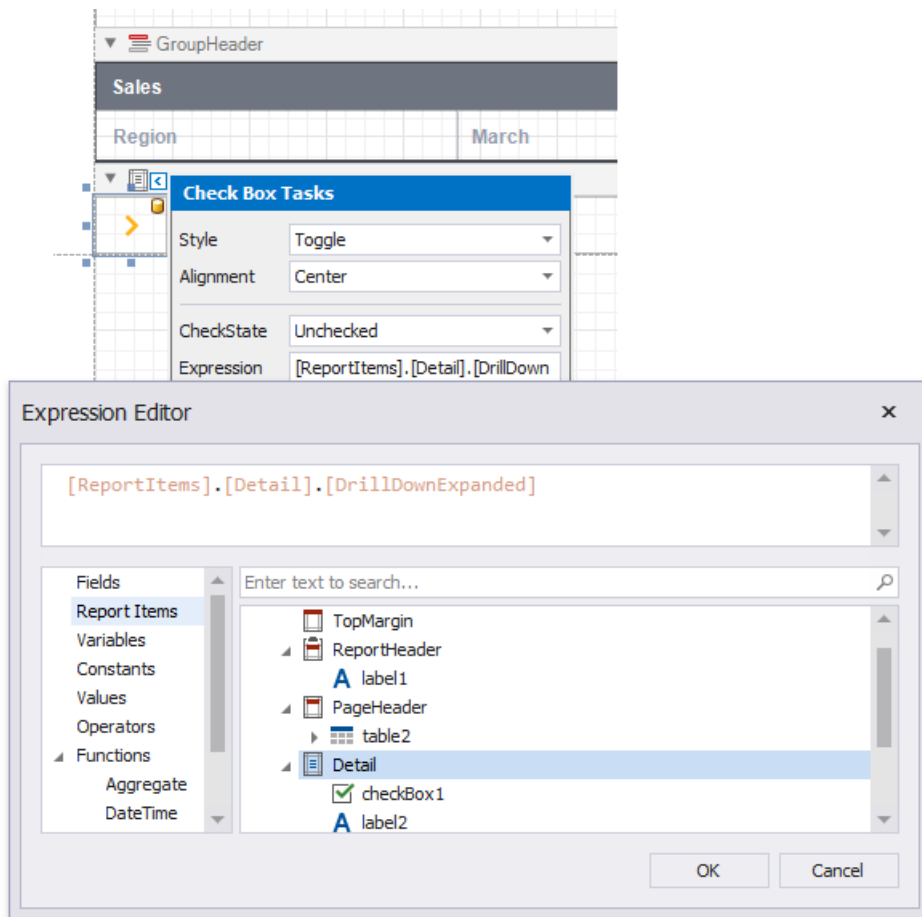 GroupHeader
Sales
Region March
Check Box Tasks
Style Toggle
Alignment Center
CheckState Unchecked
Expression [ReportItems].[Detail].[DrillDown
Expression Editor
[ReportItems].[Detail].[DrillDownExpanded]
Fields
Report Items
Variables
Constants
Values
Operators
Functions
Aggregate
DateTime
Enter text to search...
TopMargin
ReportHeader
A label1
PageHeader
table2
Detail
checkBox1
A label2
OK Cancel